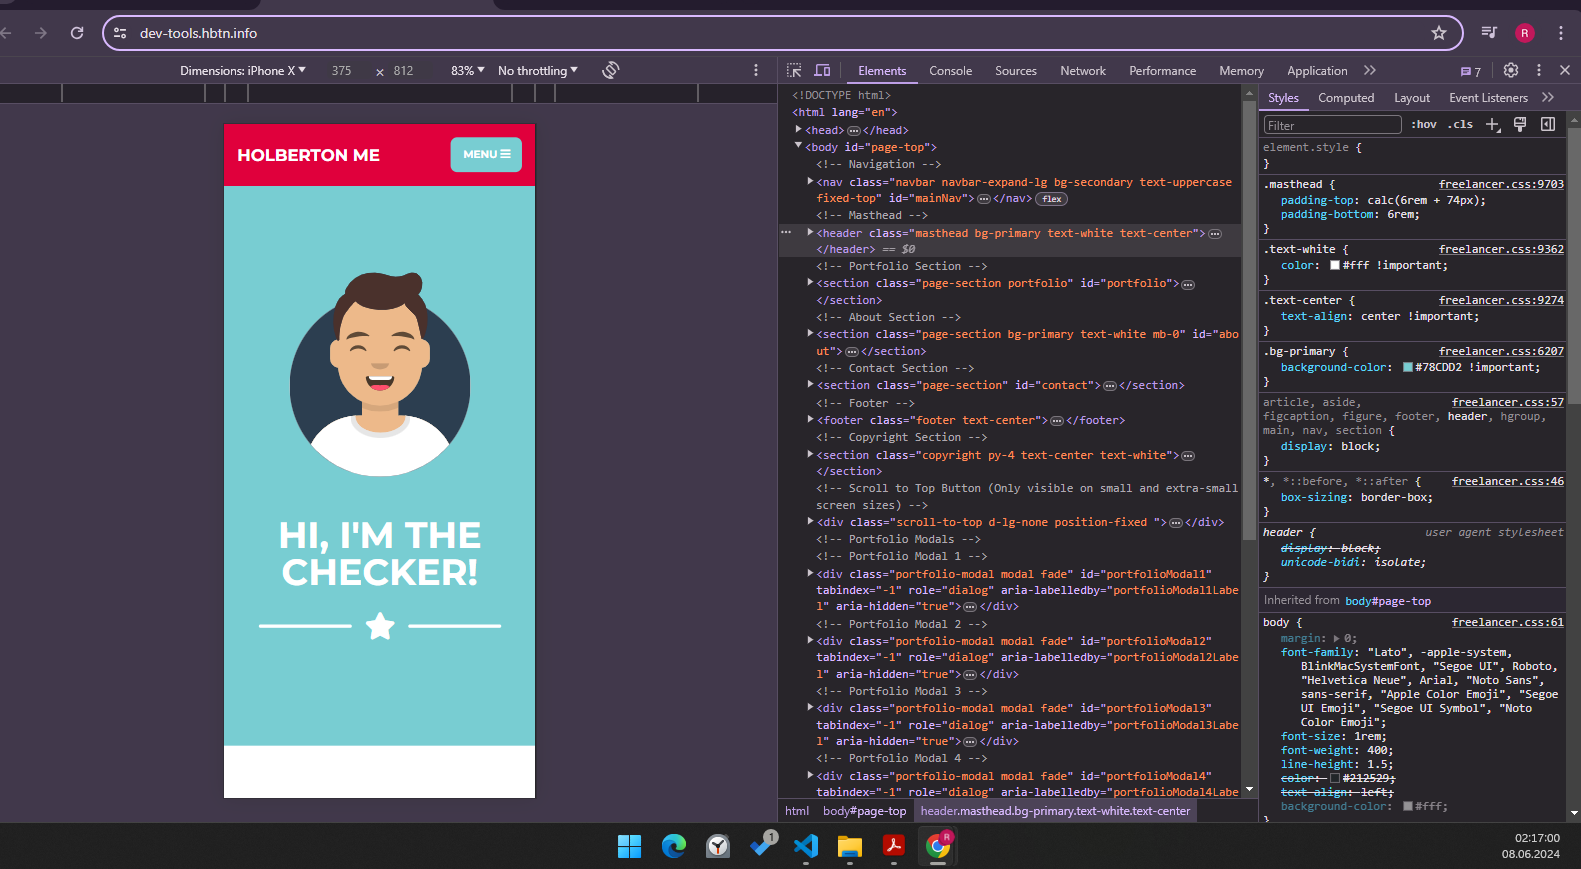 dev-tools.hbtn.info
R
Dimensions: iPhone X
375
×
812
83%
No throttling
Elements
Console
Sources
Network
Performance
Memory
Application
7
HOLBERTON ME
MENU
HI, I'M THE
CHECKER!
<!DOCTYPE html>
<html lang="en">
<head>…</head>
<body id="page-top">
<!-- Navigation -->
<nav class="navbar navbar-expand-lg bg-secondary text-uppercase
fixed-top" id="mainNav">…</nav> flex
<!-- Masthead -->
<header class="masthead bg-primary text-white text-center">…
</header> == $0
<!-- Portfolio Section -->
<section class="page-section portfolio" id="portfolio">…
</section>
<!-- About Section -->
<section class="page-section bg-primary text-white mb-0" id="abo
ut">…</section>
<!-- Contact Section -->
<section class="page-section" id="contact">…</section>
<!-- Footer -->
<footer class="footer text-center">…</footer>
<!-- Copyright Section -->
<section class="copyright py-4 text-center text-white">…
</section>
<!-- Scroll to Top Button (Only visible on small and extra-small
screen sizes) -->
<div class="scroll-to-top d-lg-none position-fixed ">…</div>
<!-- Portfolio Modals -->
<!-- Portfolio Modal 1 -->
<div class="portfolio-modal modal fade" id="portfolioModal1"
tabindex="-1" role="dialog" aria-labelledby="portfolioModal1Labe
l" aria-hidden="true">…</div>
<!-- Portfolio Modal 2 -->
<div class="portfolio-modal modal fade" id="portfolioModal2"
tabindex="-1" role="dialog" aria-labelledby="portfolioModal2Labe
l" aria-hidden="true">…</div>
<!-- Portfolio Modal 3 -->
<div class="portfolio-modal modal fade" id="portfolioModal3"
tabindex="-1" role="dialog" aria-labelledby="portfolioModal3Labe
l" aria-hidden="true">…</div>
<!-- Portfolio Modal 4 -->
<div class="portfolio-modal modal fade" id="portfolioModal4"
tabindex="-1" role="dialog" aria-labelledby="portfolioModal4Labe
html
body#page-top
header.masthead.bg-primary.text-white.text-center
Styles
Computed
Layout
Event Listeners
Filter
:hov
.cls
element.style {
}
.masthead { freelancer.css:9703
padding-top: calc(6rem + 74px);
padding-bottom: 6rem;
}
.text-white { freelancer.css:9362
color: #fff !important;
}
.text-center { freelancer.css:9274
text-align: center !important;
}
.bg-primary { freelancer.css:6207
background-color: #78CDD2 !important;
}
article, aside, freelancer.css:57
figcaption, figure, footer, header, hgroup,
main, nav, section {
display: block;
}
*, *::before, *::after { freelancer.css:46
box-sizing: border-box;
}
header { user agent stylesheet
display: block;
unicode-bidi: isolate;
}
Inherited from body#page-top
body { freelancer.css:61
margin: 0;
font-family: "Lato", -apple-system,
BlinkMacSystemFont, "Segoe UI", Roboto,
"Helvetica Neue", Arial, "Noto Sans",
sans-serif, "Apple Color Emoji", "Segoe
UI Emoji", "Segoe UI Symbol", "Noto
Color Emoji";
font-size: 1rem;
font-weight: 400;
line-height: 1.5;
color: #212529;
text-align: left;
background-color: #fff;
}
1
R
02:17:00
08.06.2024